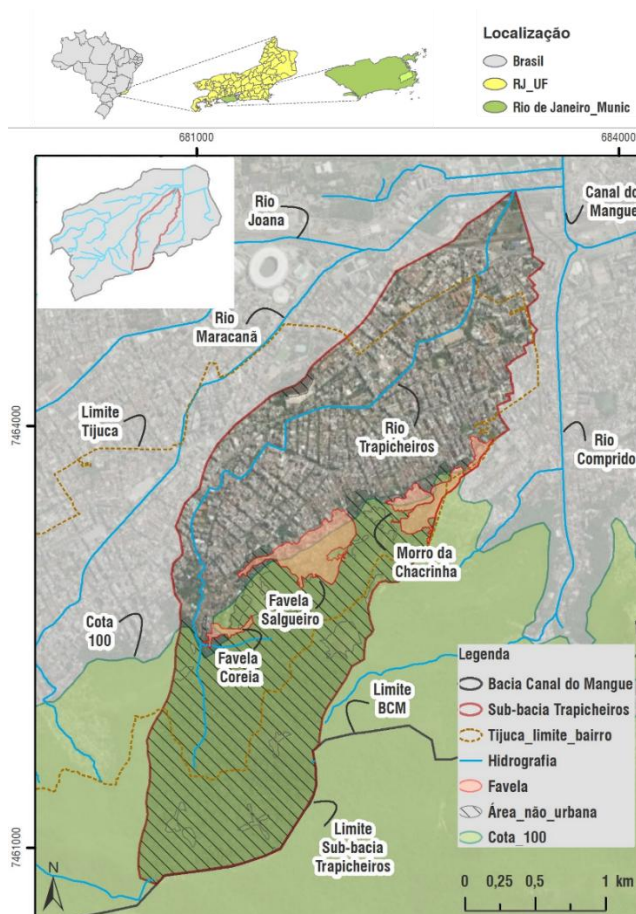 Localização
Brasil
RJ_UF
Rio de Janeiro_Munic
681000
684000
Rio
Joana
Canal do
Mangue
Rio
Maracanã
Limite
Tijuca
7464000
Rio
Trapicheiros
Rio
Comprido
Morro da
Chacrinha
Favela
Salgueiro
Cota
100
Favela
Coreia
Limite
BCM
Legenda
Bacia Canal do Mangue
Sub-bacia Trapicheiros
Tijuca_limite_bairro
Hidrografia
Favela
Área_não_urbana
Cota_100
Limite
Sub-bacia
Trapicheiros
7461000
N
0 0,25 0,5 1 km